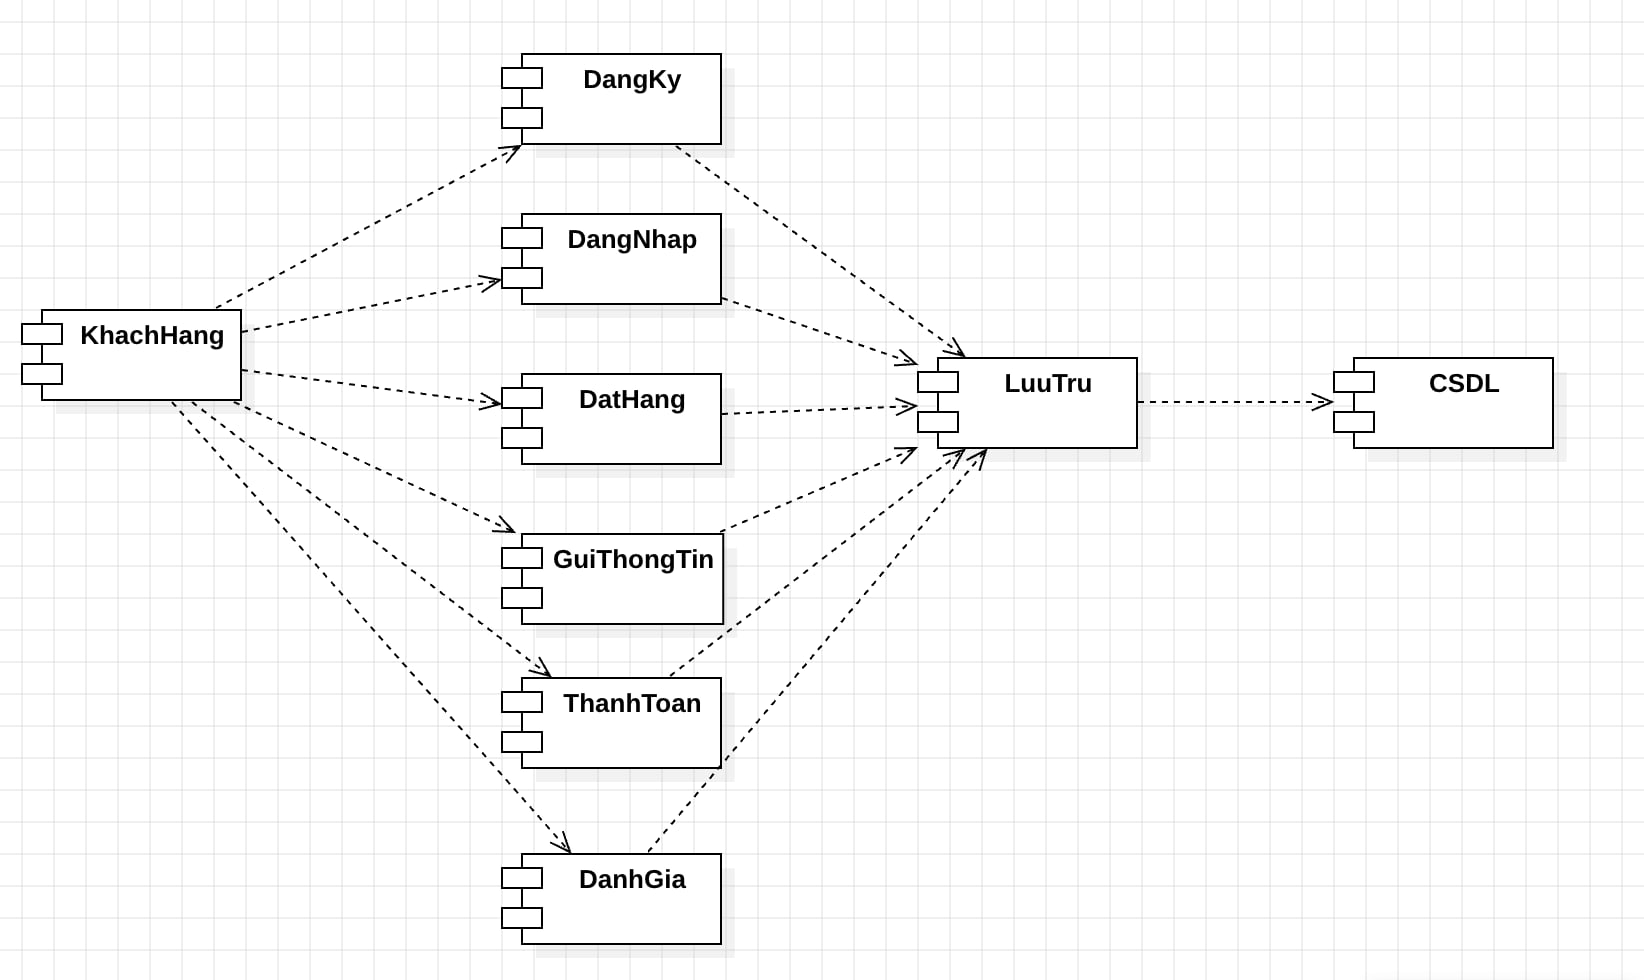 DangKy
DangNhap
KhachHang
DatHang
LuuTru
CSDL
GuiThongTin
ThanhToan
DanhGia